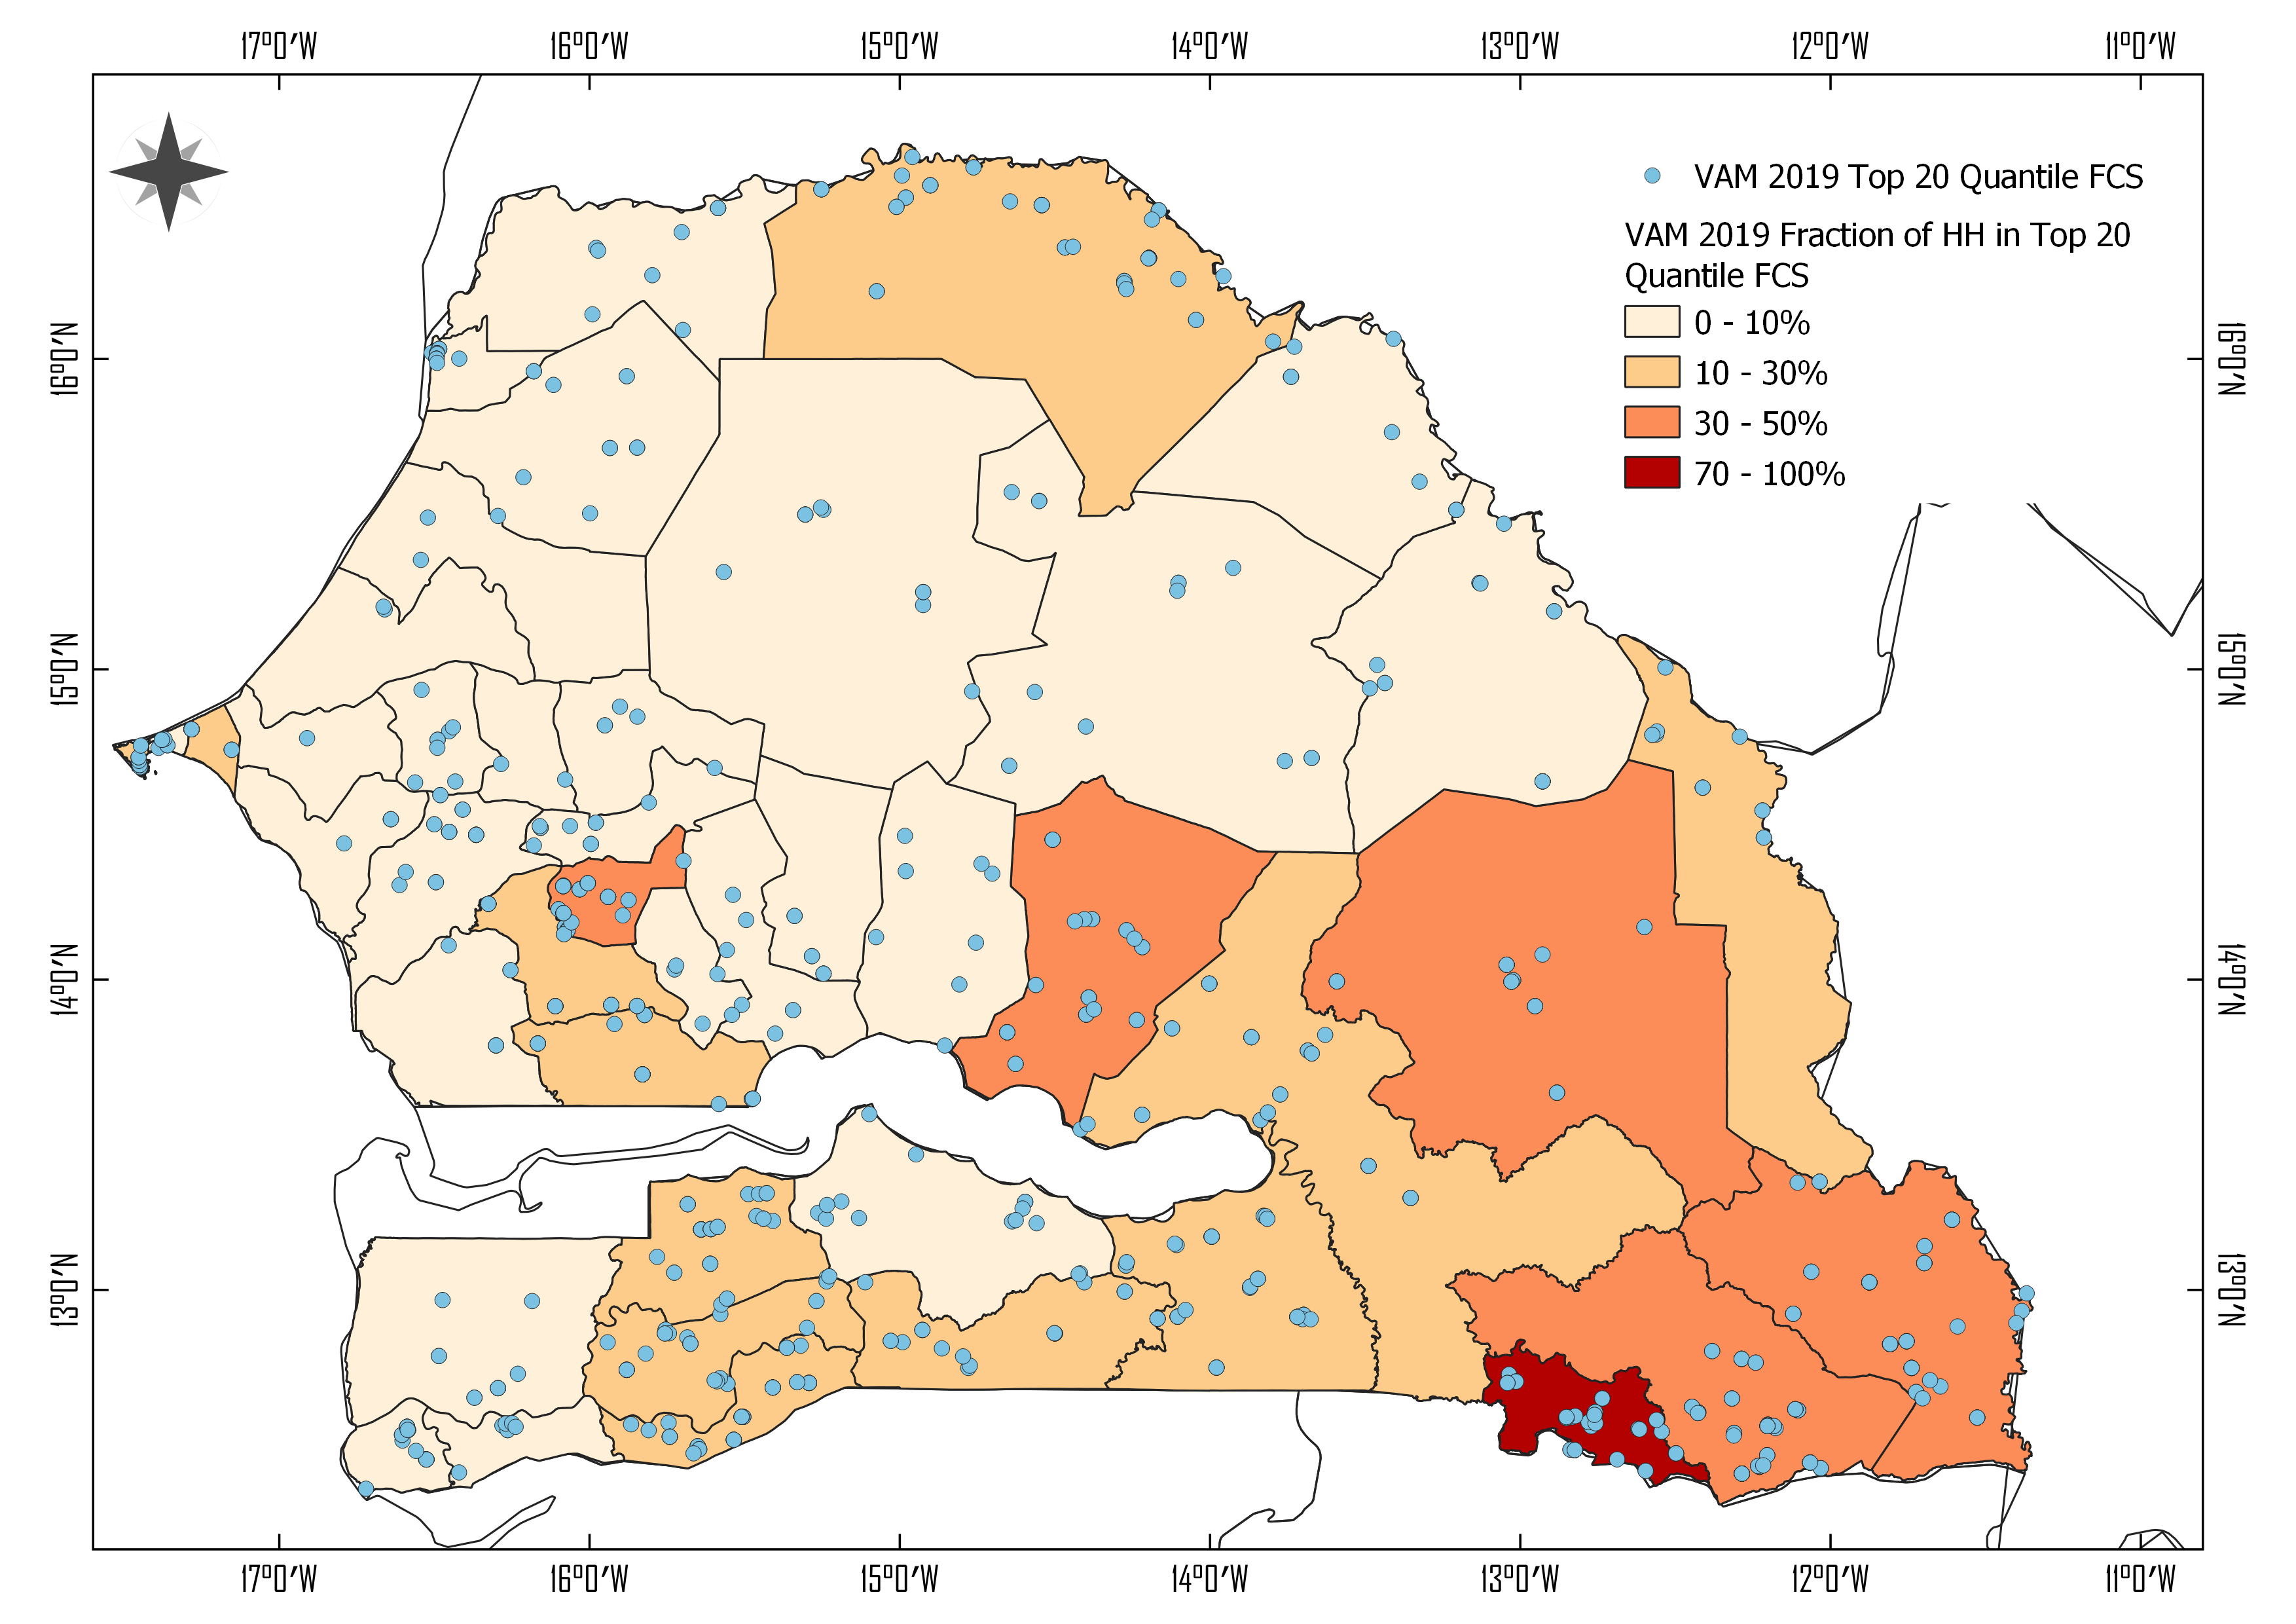 17°0′W 16°0′W 15°0′W 14°0′W 13°0′W 12°0′W 11°0′W
VAM 2019 Top 20 Quantile FCS
VAM 2019 Fraction of HH in Top 20
Quantile FCS
0 - 10%
10 - 30%
30 - 50%
70 - 100%
16°0′N 16°0′N
15°0′N 15°0′N
14°0′N 14°0′N
13°0′N 13°0′N
17°0′W 16°0′W 15°0′W 14°0′W 13°0′W 12°0′W 11°0′W